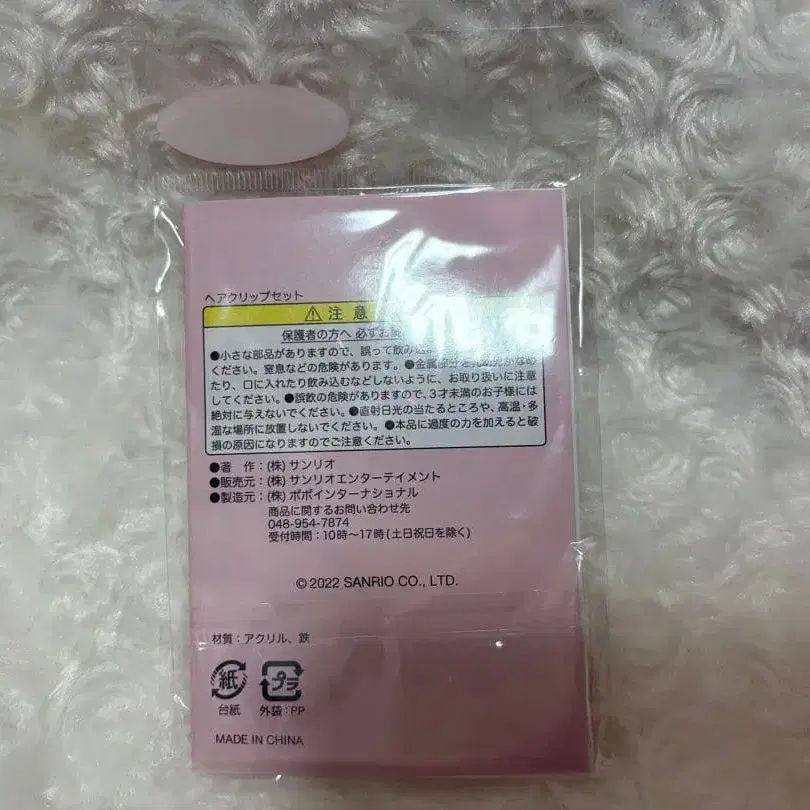 ヘアクリップセット
⚠注意
保護者の方へ 必ずお
●小さな部品がありますので、誤って飲み込
ください。窒息などの危険があります。●金属部分を
たり、口に入れたり飲み込むなどしないように、お取り扱いに注意
してください。●誤飲の危険がありますので、3才未満のお子様には
絶対に与えないでください。●直射日光の当たるところや、高温・多
湿な場所に放置しないでください。●本品に過度の力を加えると破
損の原因になりますのでご注意ください。
●著 作:(株)サンリオ
●販売元:(株)サンリオエンターテイメント
●製造元:(株)ポポインターナショナル
商品に関するお問い合わせ先
048-954-7874
受付時間:10時~17時(土日祝日を除く)
© 2022 SANRIO CO., LTD.
材質:アクリル、鉄
紙 プラ
台紙 外袋:PP
MADE IN CHINA